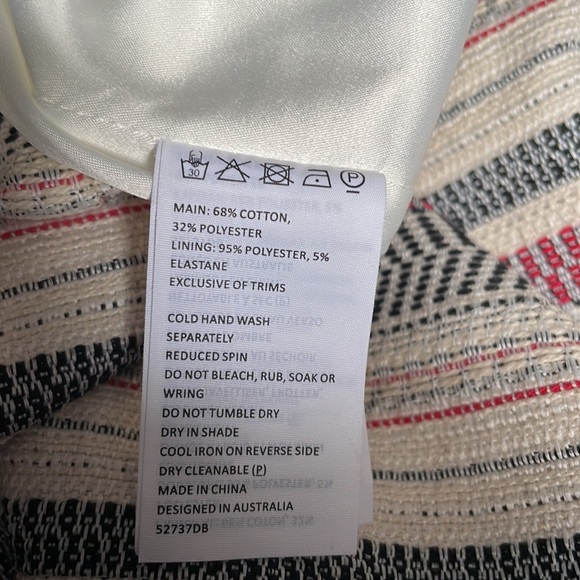 30 P
MAIN: 68% COTTON,
32% POLYESTER
LINING: 95% POLYESTER, 5%
ELASTANE
EXCLUSIVE OF TRIMS
COLD HAND WASH
SEPARATELY
REDUCED SPIN
DO NOT BLEACH, RUB, SOAK OR
WRING
DO NOT TUMBLE DRY
DRY IN SHADE
COOL IRON ON REVERSE SIDE
DRY CLEANABLE (P)
MADE IN CHINA
DESIGNED IN AUSTRALIA
52737DB